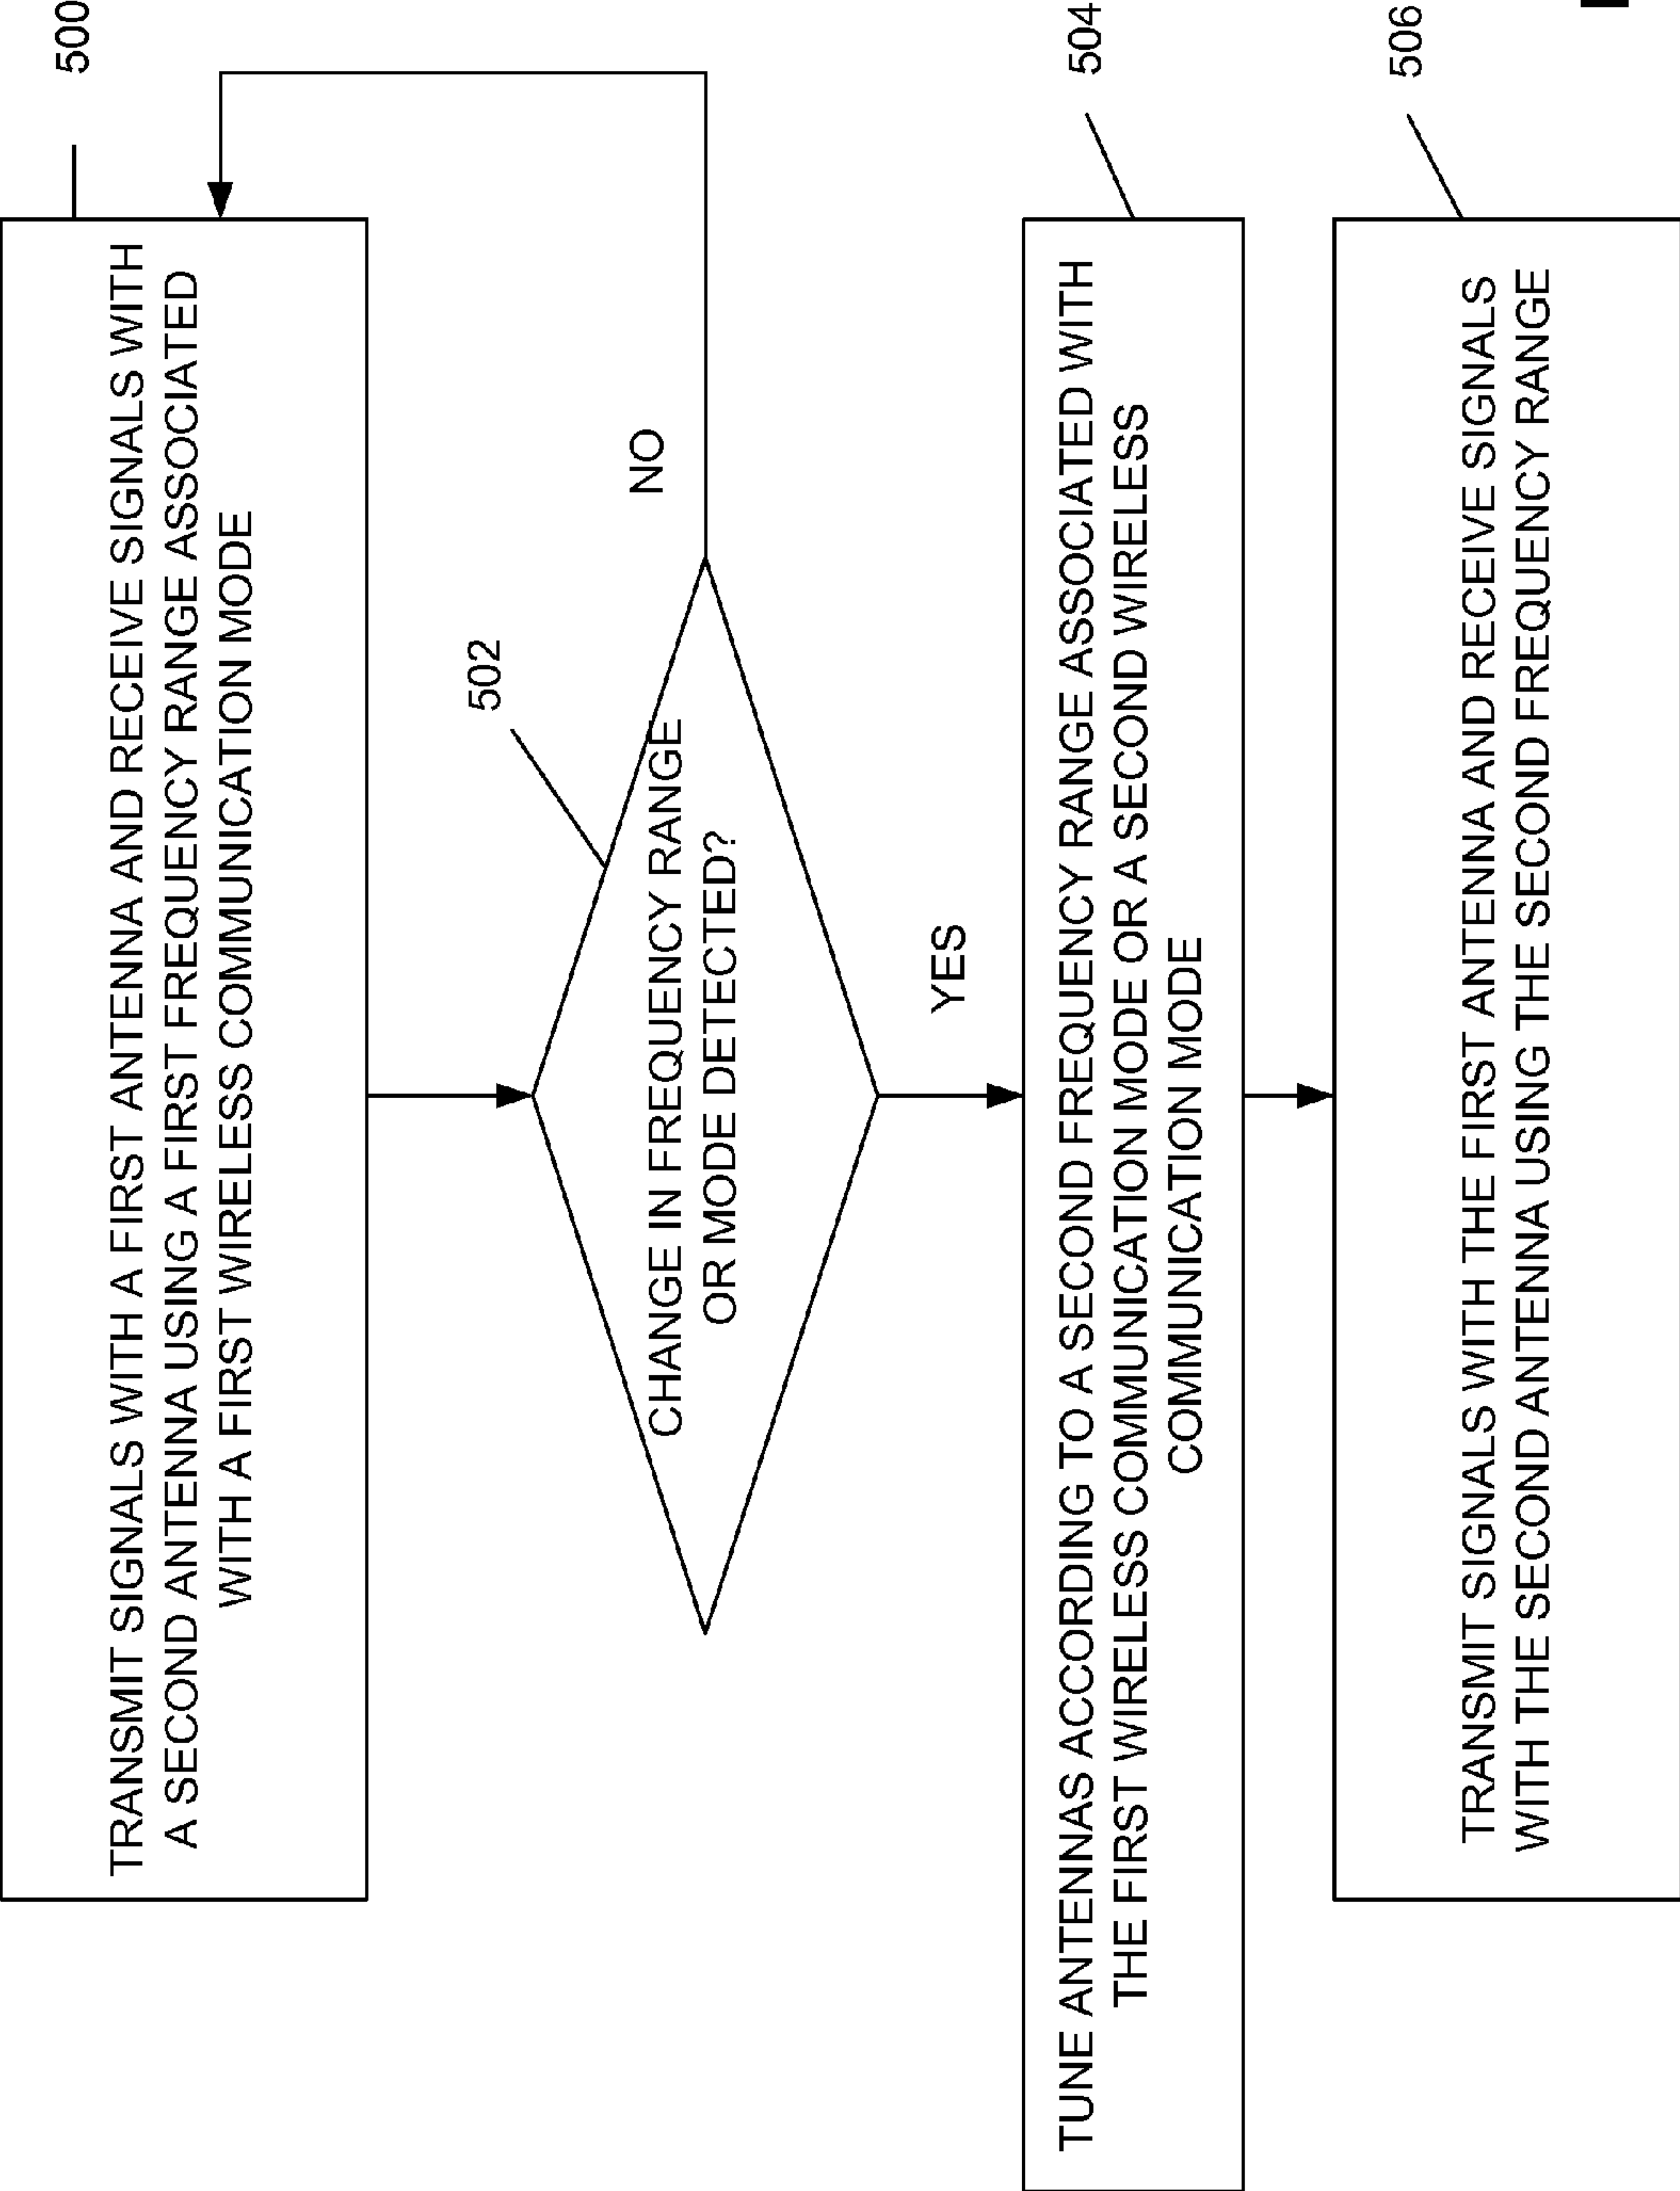 500
TRANSMIT SIGNALS WITH A FIRST ANTENNA AND RECEIVE SIGNALS WITH
A SECOND ANTENNA USING A FIRST FREQUENCY RANGE ASSOCIATED
WITH A FIRST WIRELESS COMMUNICATION MODE
502
NO
CHANGE IN FREQUENCY RANGE
OR MODE DETECTED?
YES
504
TUNE ANTENNAS ACCORDING TO A SECOND FREQUENCY RANGE ASSOCIATED WITH
THE FIRST WIRELESS COMMUNICATION MODE OR A SECOND WIRELESS
COMMUNICATION MODE
506
TRANSMIT SIGNALS WITH THE FIRST ANTENNA AND RECEIVE SIGNALS
WITH THE SECOND ANTENNA USING THE SECOND FREQUENCY RANGE